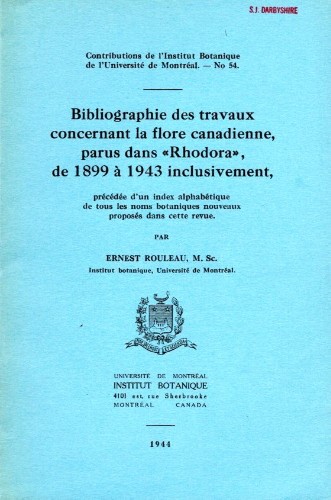 S.J. DARBYSHIRE
Contributions de l'Institut Botanique
de l'Université de Montréal. — No 54.
Bibliographie des travaux
concernant la flore canadienne,
parus dans «Rhodora»,
de 1899 à 1943 inclusivement,
précédée d'un index alphabétique
de tous les noms botaniques nouveaux
proposés dans cette revue.
PAR
ERNEST ROULEAU, M. Sc.
Institut botanique, Université de Montréal.
UNIVERSITÉ DE MONTRÉAL
INSTITUT BOTANIQUE
4101 est, rue Sherbrooke
MONTRÉAL CANADA
1944